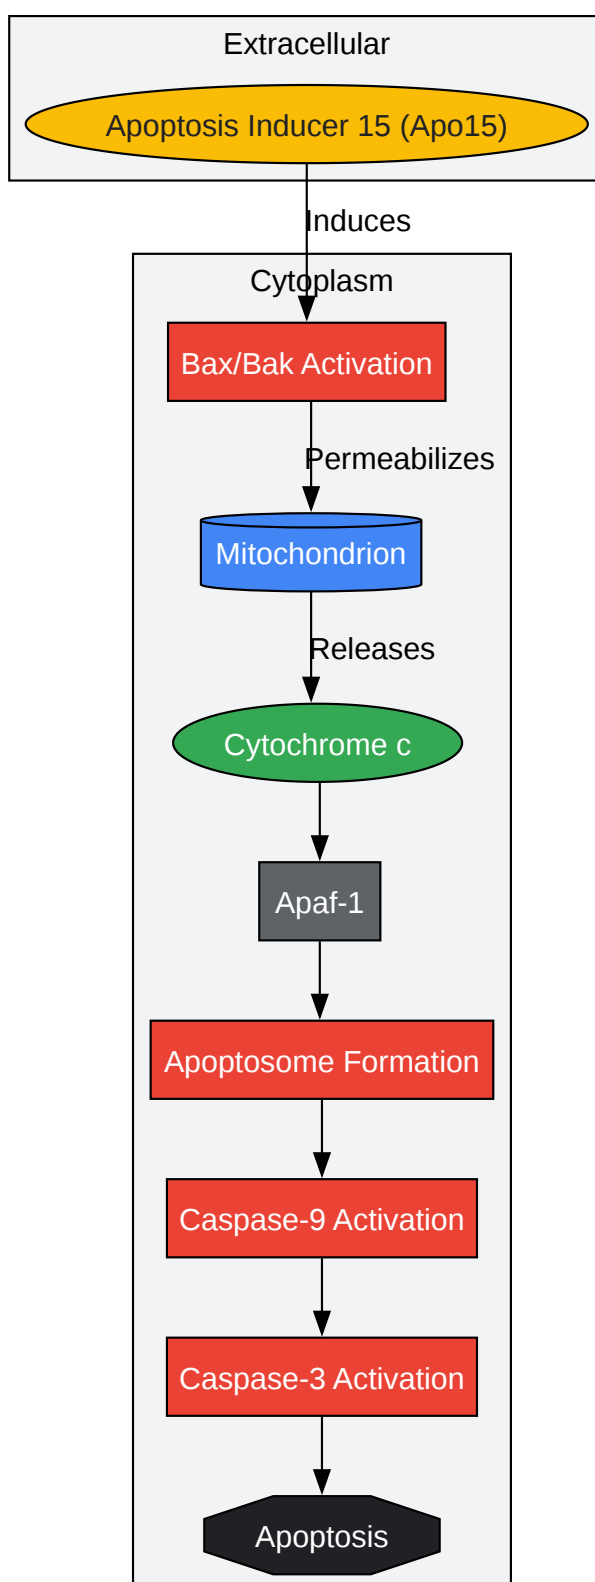 Extracellular
Apoptosis Inducer 15 (Apo15)
Induces
Cytoplasm
Bax/Bak Activation
Permeabilizes
Mitochondrion
Releases
Cytochrome c
Apaf-1
Apoptosome Formation
Caspase-9 Activation
Caspase-3 Activation
Apoptosis